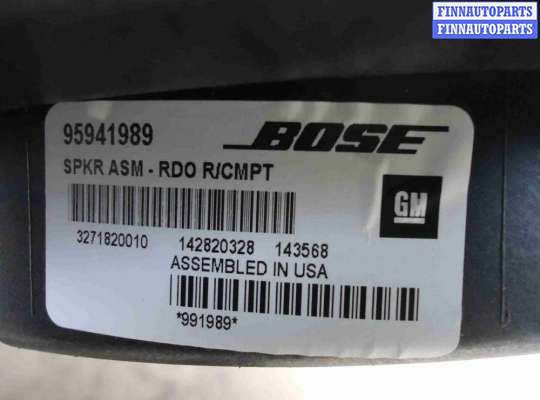 FINNAUTOPARTS
FINNAUTOPARTS
95941989 BOSE
SPKR ASM - RDO R/CMPT
GM
3271820010 142820328 143568
ASSEMBLED IN USA
*991989*